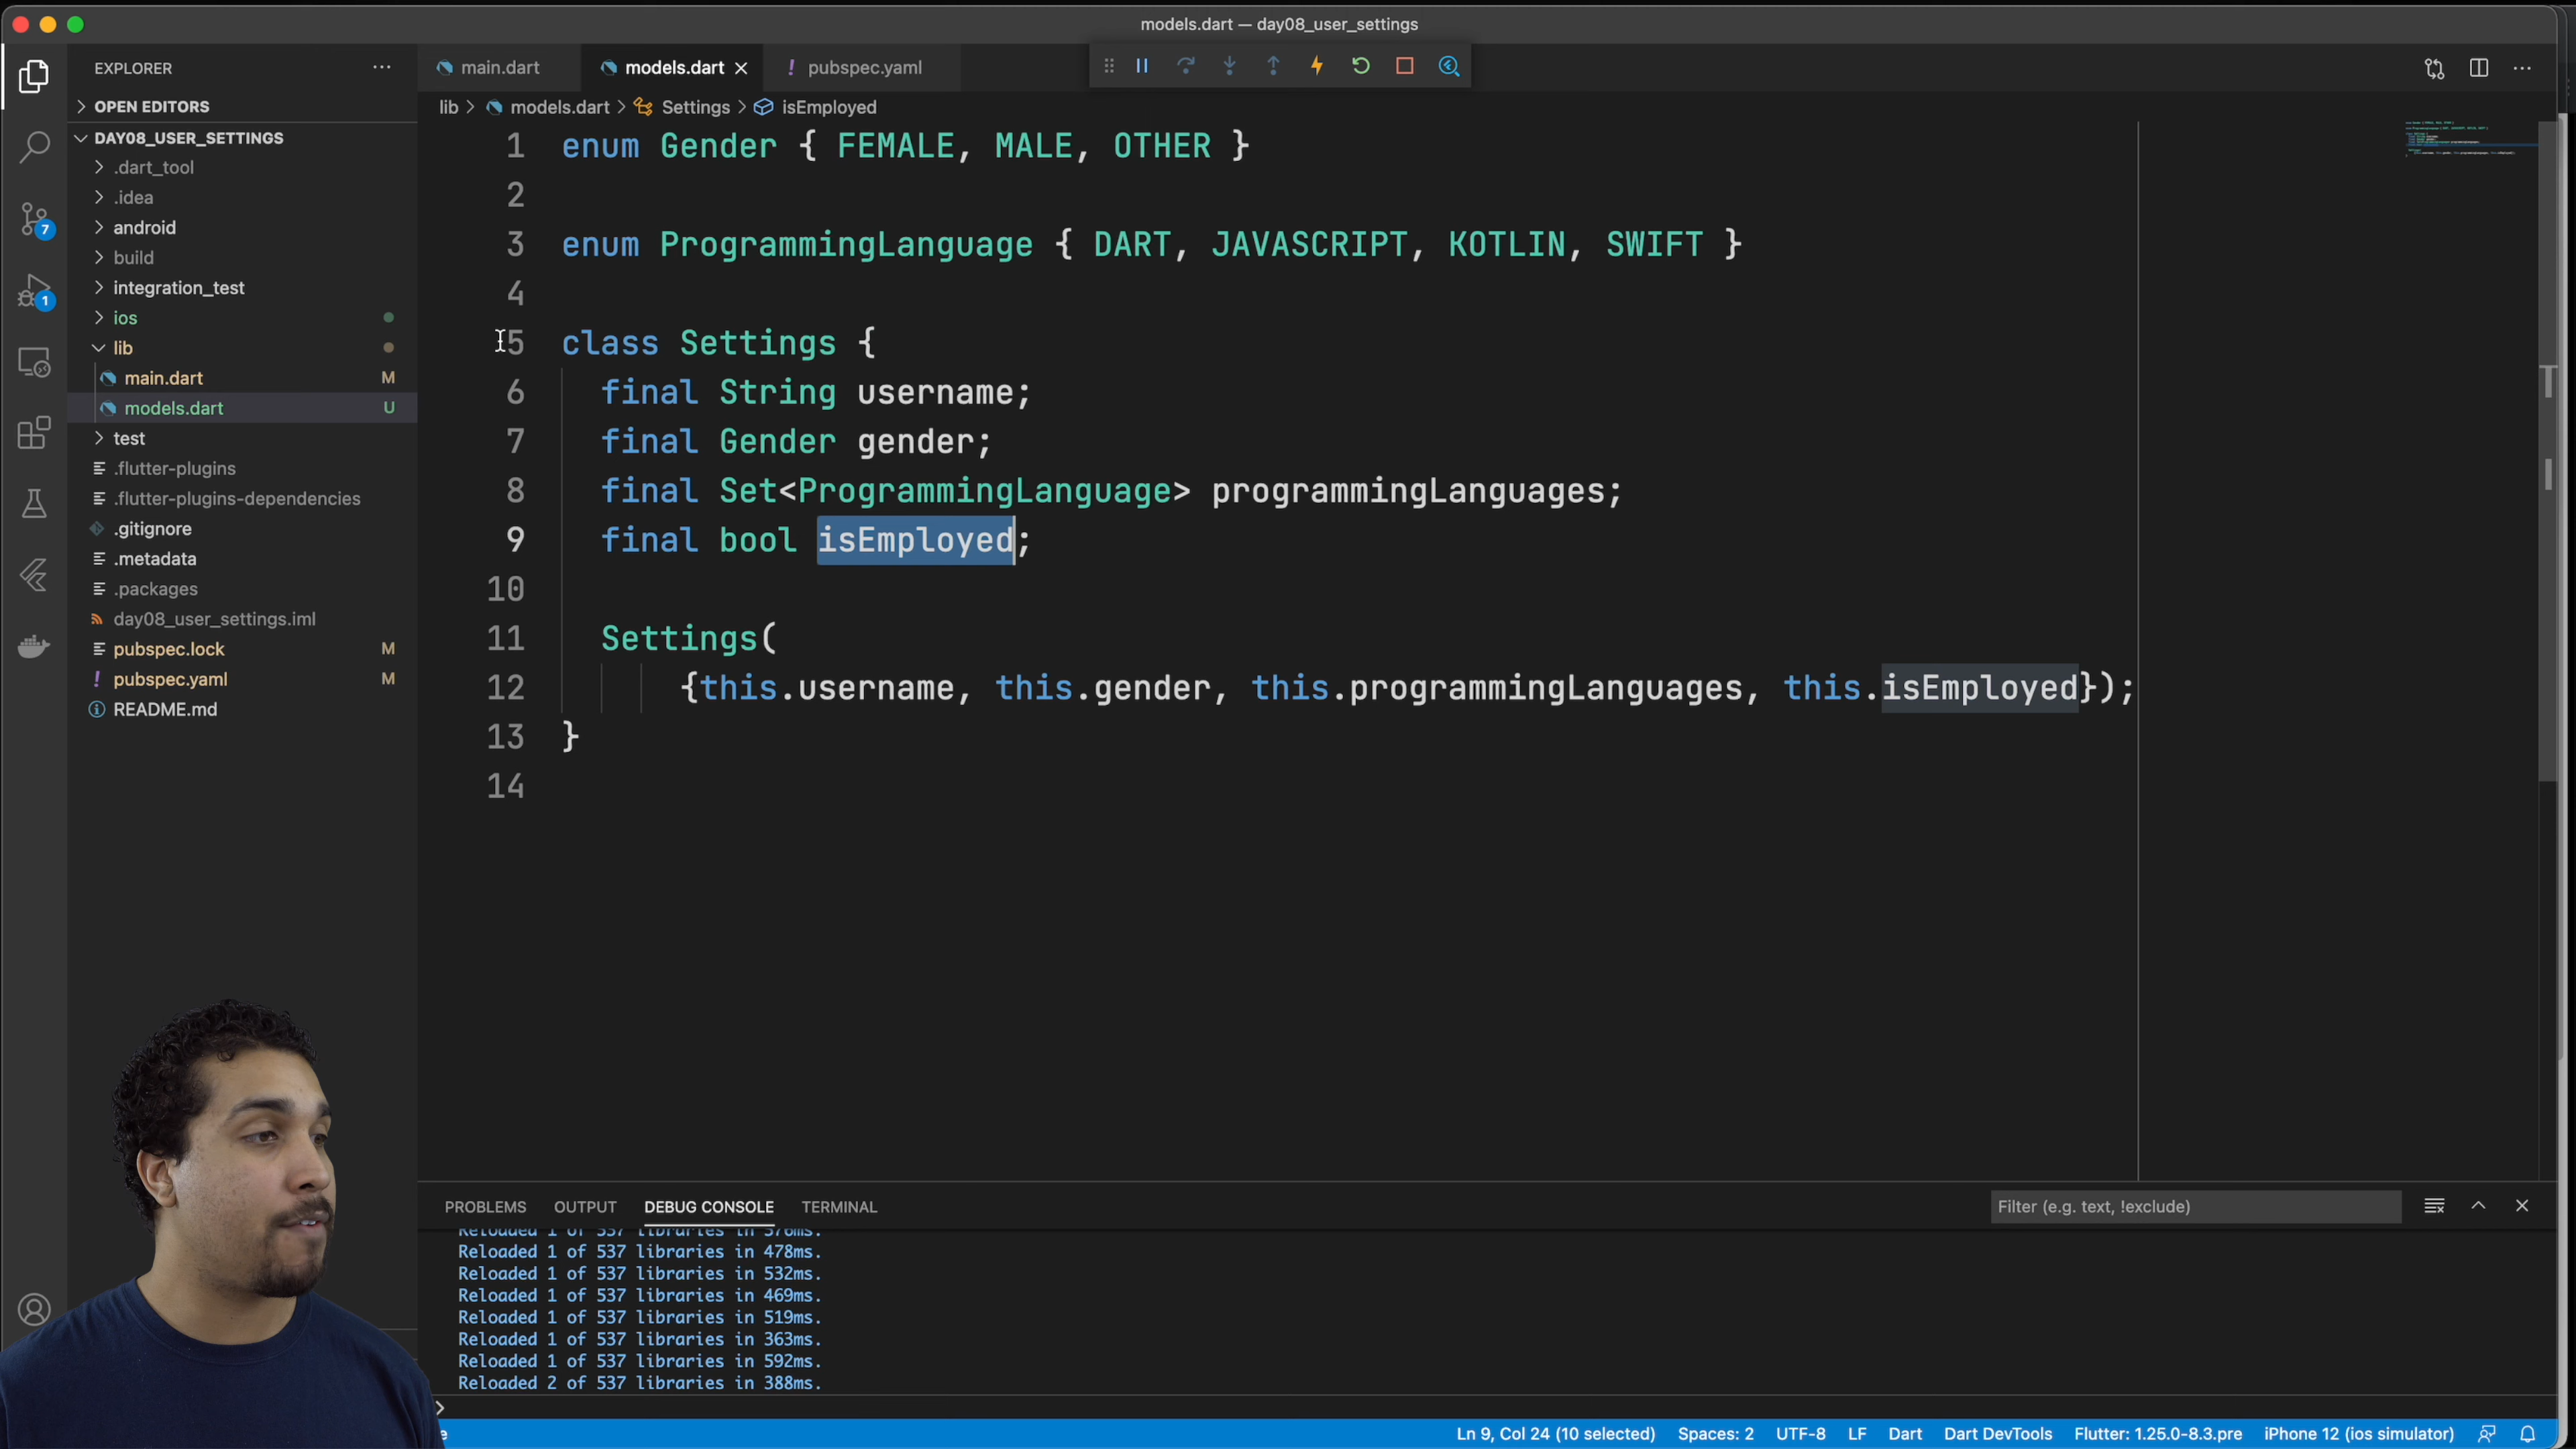 models.dart — day08_user_settings
EXPLORER
main.dart
models.dart
! pubspec.yaml
OPEN EDITORS
lib > models.dart > Settings > isEmployed
DAY08_USER_SETTINGS
.dart_tool
.idea
android
build
integration_test
ios
lib
main.dart M
models.dart U
test
.flutter-plugins
.flutter-plugins-dependencies
.gitignore
.metadata
.packages
day08_user_settings.iml
pubspec.lock M
! pubspec.yaml M
README.md
7
1
1 enum Gender { FEMALE, MALE, OTHER }
2
3 enum ProgrammingLanguage { DART, JAVASCRIPT, KOTLIN, SWIFT }
4
5 class Settings {
6 final String username;
7 final Gender gender;
8 final Set<ProgrammingLanguage> programmingLanguages;
9 final bool isEmployed;
10
11 Settings(
12 {this.username, this.gender, this.programmingLanguages, this.isEmployed});
13 }
14
PROBLEMS OUTPUT DEBUG CONSOLE TERMINAL
Filter (e.g. text, !exclude)
Reloaded 1 of 537 libraries in 576ms.
Reloaded 1 of 537 libraries in 478ms.
Reloaded 1 of 537 libraries in 532ms.
Reloaded 1 of 537 libraries in 469ms.
Reloaded 1 of 537 libraries in 519ms.
Reloaded 1 of 537 libraries in 363ms.
Reloaded 1 of 537 libraries in 592ms.
Reloaded 2 of 537 libraries in 388ms.
Ln 9, Col 24 (10 selected) Spaces: 2 UTF-8 LF Dart Dart DevTools Flutter: 1.25.0-8.3.pre iPhone 12 (ios simulator)